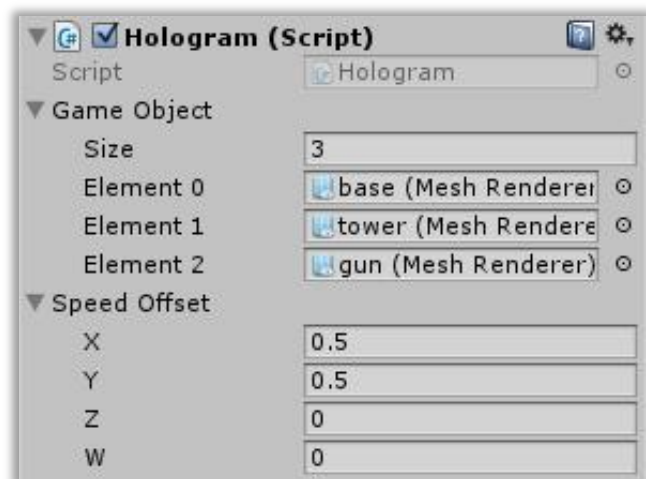 Hologram (Script)
Script Hologram
Game Object
Size 3
Element 0 base (Mesh Renderer
Element 1 tower (Mesh Rendere
Element 2 gun (Mesh Renderer)
Speed Offset
X 0.5
Y 0.5
Z 0
W 0